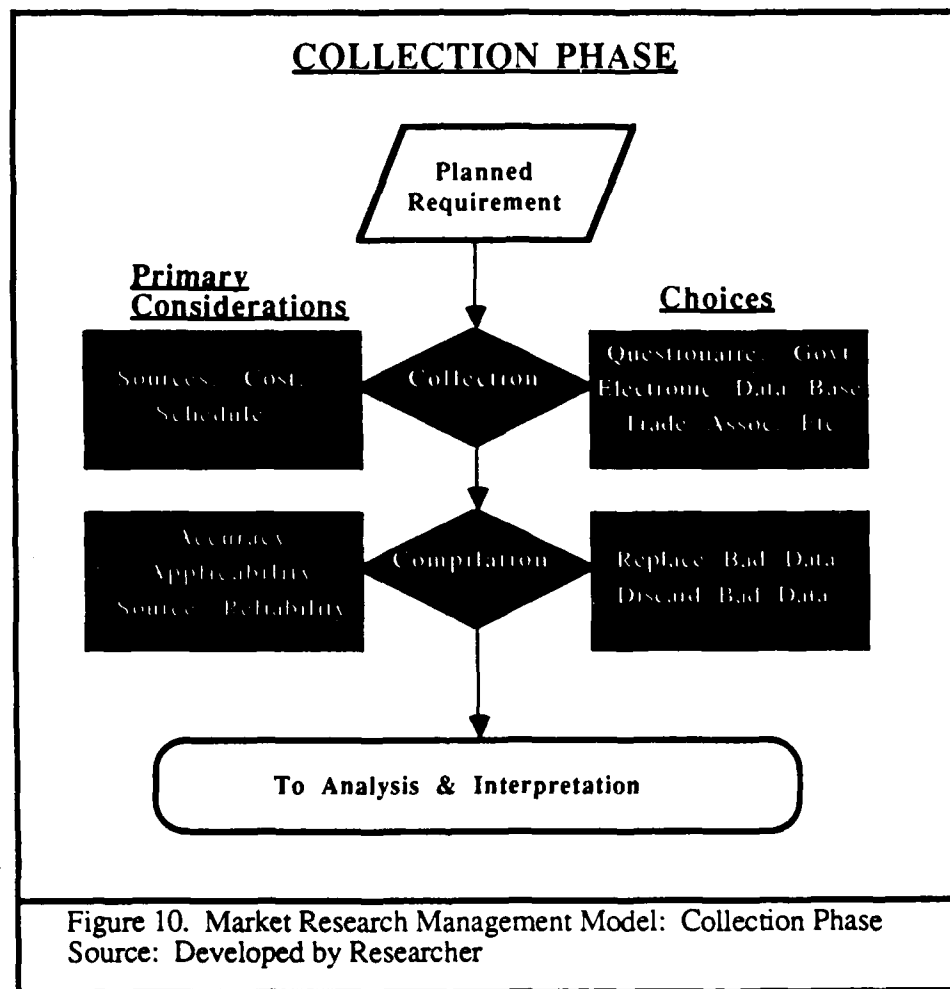 COLLECTION PHASE
Planned
Requirement
Primary
Considerations
Choices
Sources, Cost,
Schedule
Collection
Questionaire, Govt
Electronic Data Base
Trade Assoc. Etc
Accuracy
Applicability
Source Reliability
Compilation
Replace Bad Data
Discard Bad Data
To Analysis & Interpretation
Figure 10. Market Research Management Model: Collection Phase
Source: Developed by Researcher